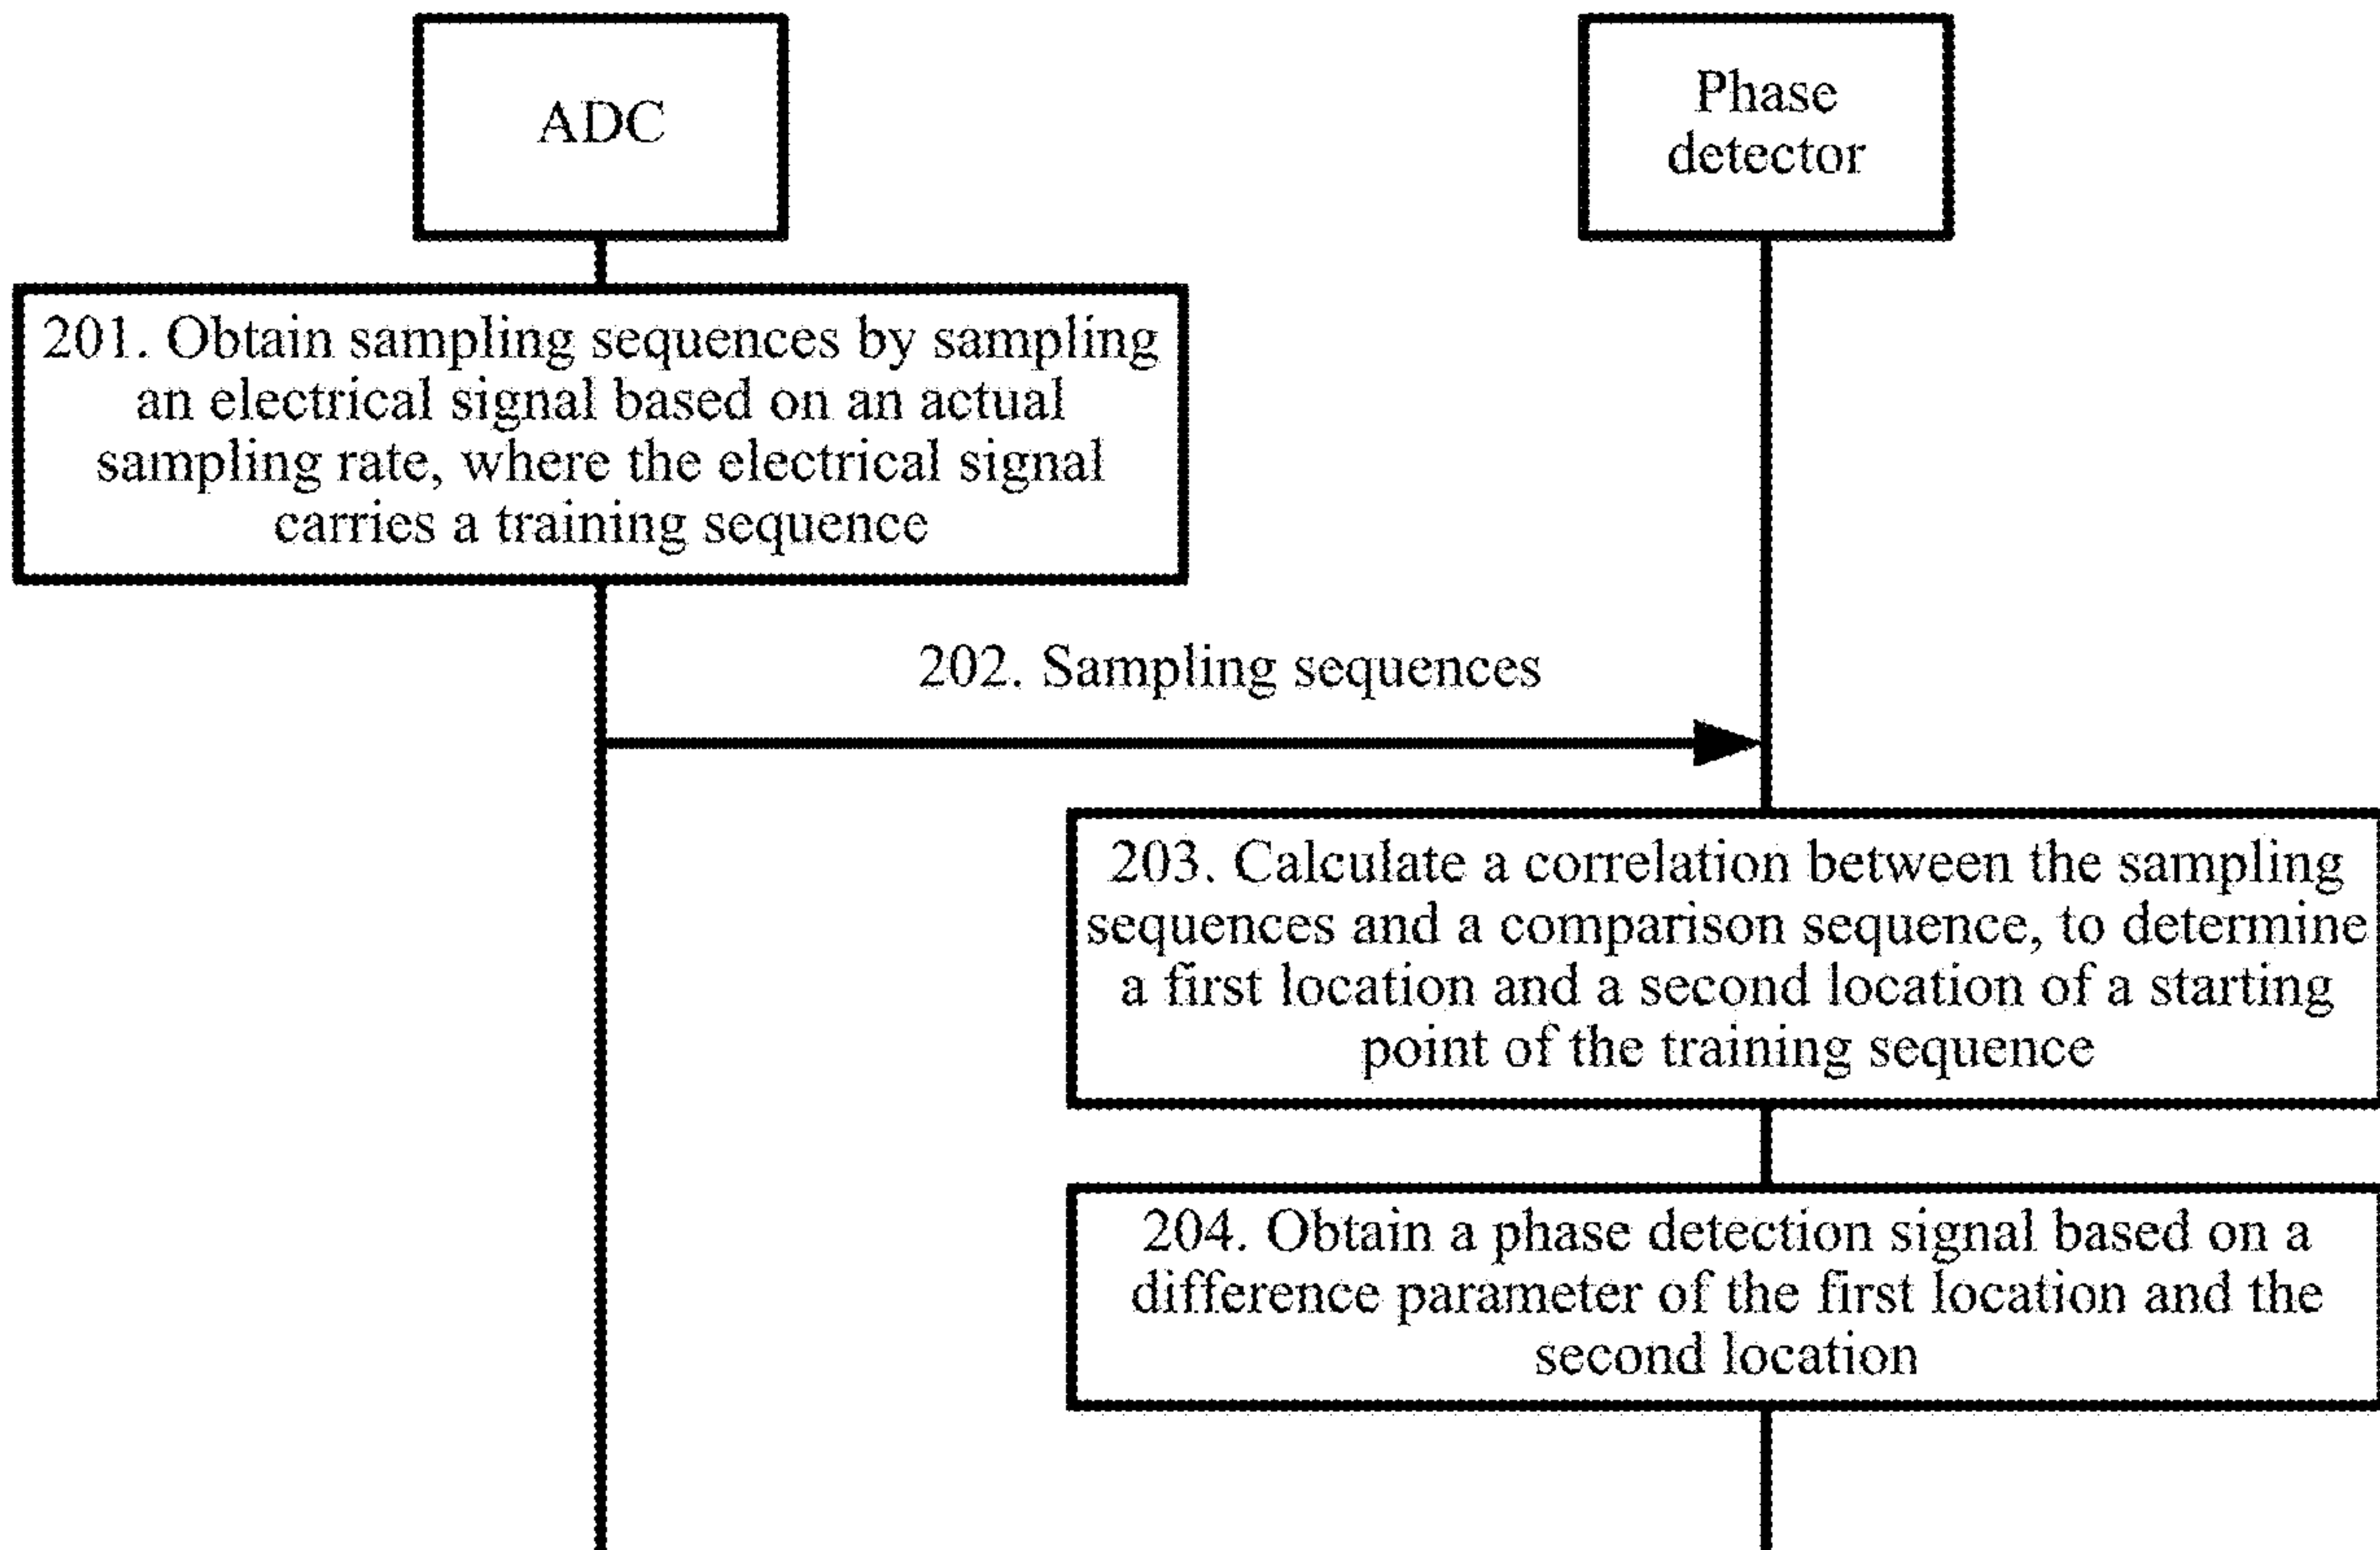 ADC
Phase
detector
201. Obtain sampling sequences by sampling
an electrical signal based on an actual
sampling rate, where the electrical signal
carries a training sequence
202. Sampling sequences
203. Calculate a correlation between the sampling
sequences and a comparison sequence, to determine
a first location and a second location of a starting
point of the training sequence
204. Obtain a phase detection signal based on a
difference parameter of the first location and the
second location